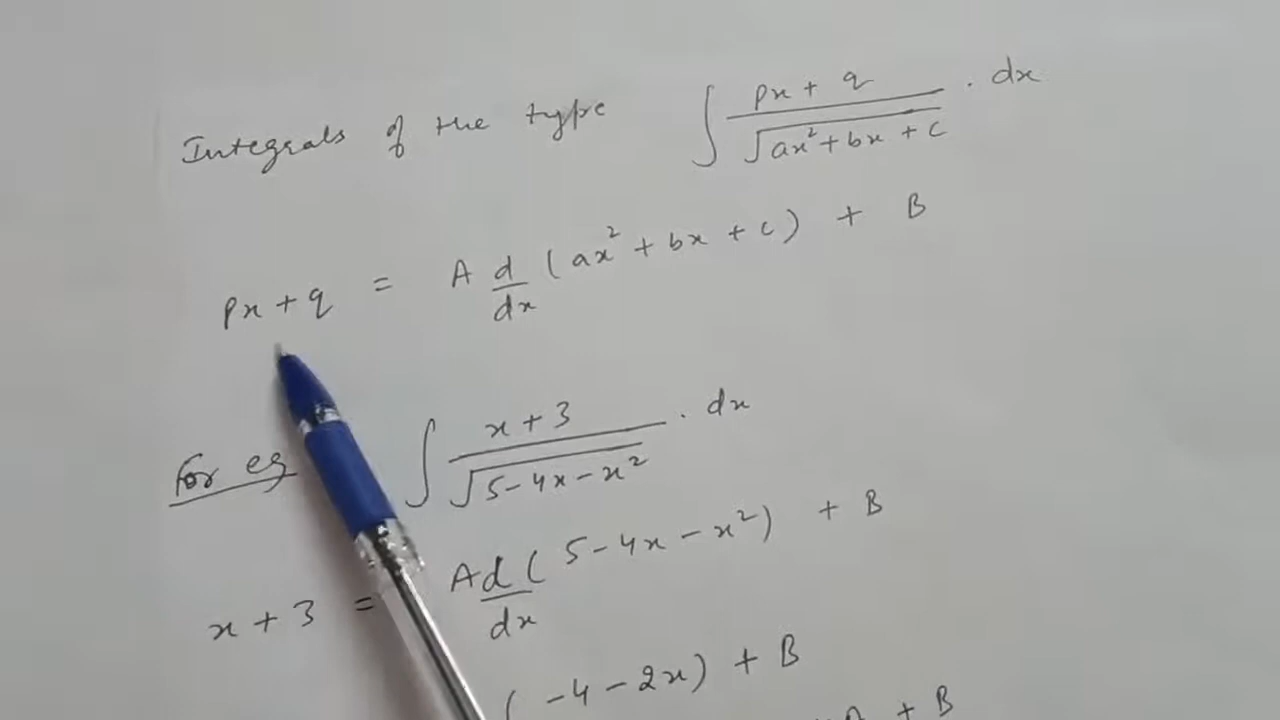 Integrals of the type ∫ px + q / √ax² + bx + c . dx
px + q = A d/dx (ax² + bx + c) + B
For eg ∫ x + 3 / √5 - 4x - x² . dx
x + 3 = A d/dx (5 - 4x - x²) + B
( -4 - 2x) + B
+ B